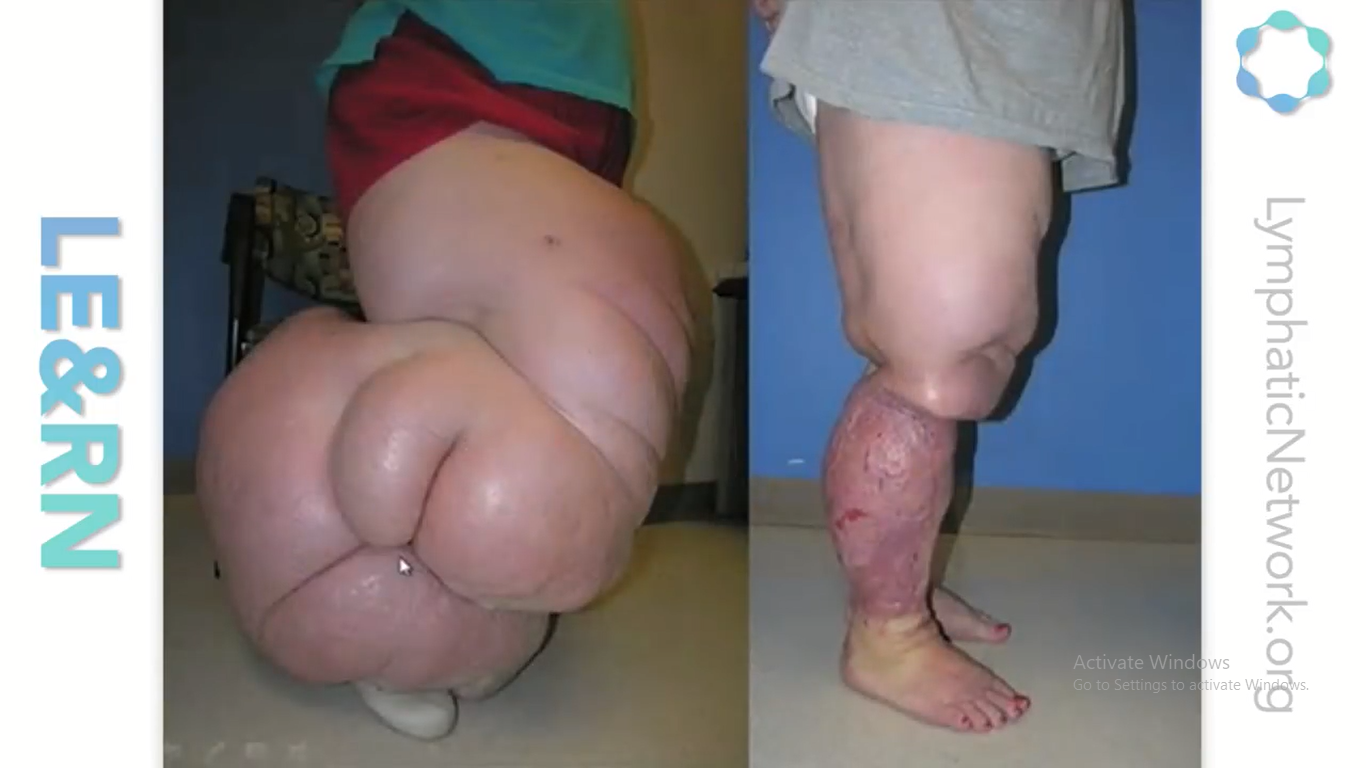 LE&RN
LymphaticNetwork.org
Activate Windows
Go to Settings to activate Windows.